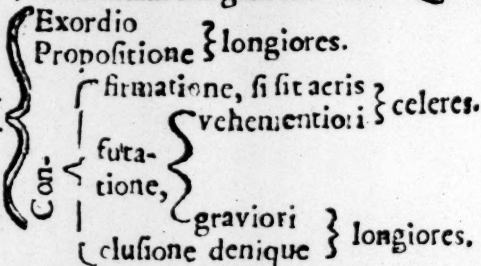 Exordio
Propoſitione } longiores.
firmatione, ſi ſit acris } celeres.
vehementiori
Con-
futa-
tione,
graviori } longiores.
cluſione denique